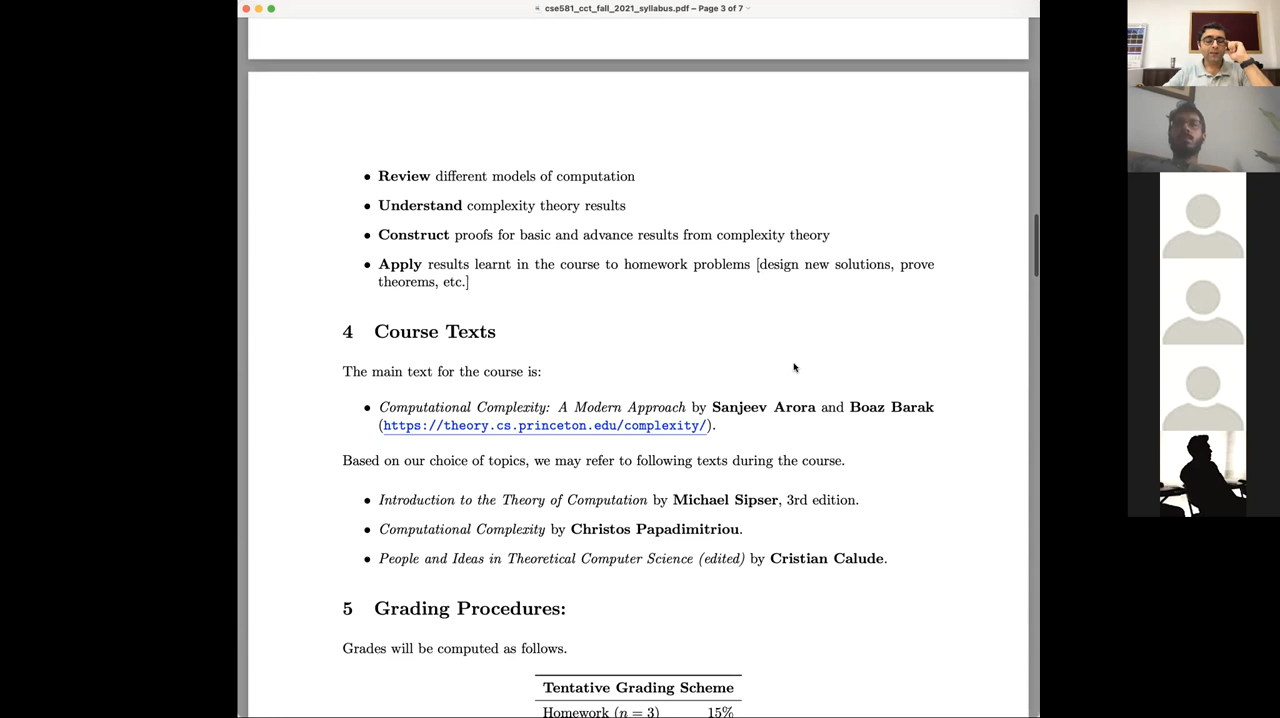 cse581_cct_fall_2021_syllabus.pdf – Page 3 of 7
• Review different models of computation
• Understand complexity theory results
• Construct proofs for basic and advance results from complexity theory
• Apply results learnt in the course to homework problems [design new solutions, prove
theorems, etc.]
4 Course Texts
The main text for the course is:
• Computational Complexity: A Modern Approach by Sanjeev Arora and Boaz Barak
(https://theory.cs.princeton.edu/complexity/).
Based on our choice of topics, we may refer to following texts during the course.
• Introduction to the Theory of Computation by Michael Sipser, 3rd edition.
• Computational Complexity by Christos Papadimitriou.
• People and Ideas in Theoretical Computer Science (edited) by Cristian Calude.
5 Grading Procedures:
Grades will be computed as follows.
Tentative Grading Scheme
Homework (n = 3) 15%